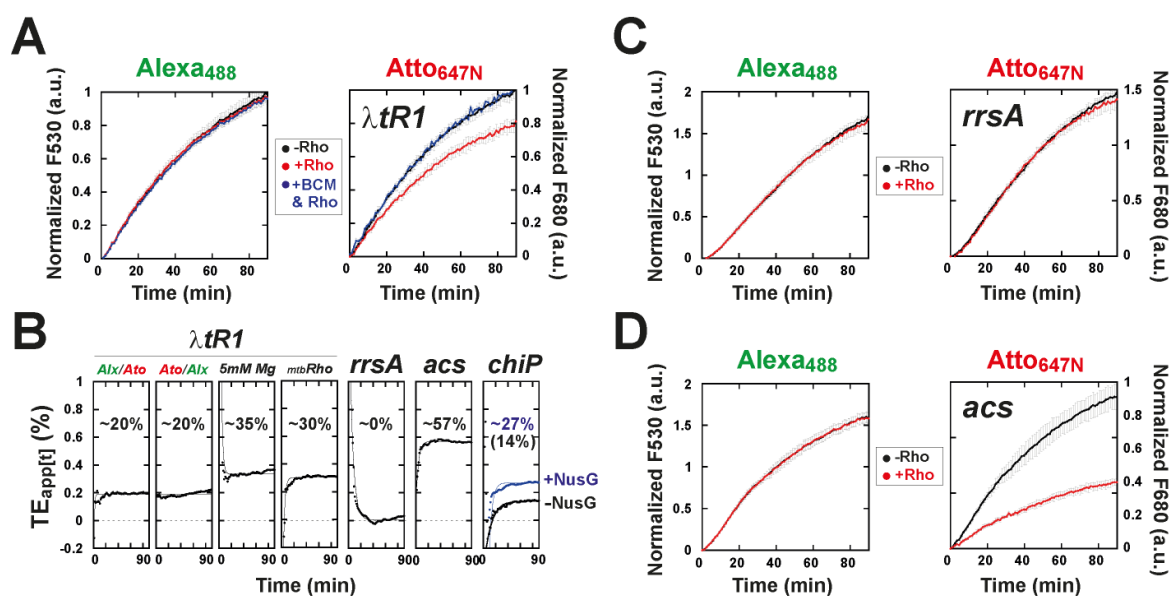 A
Alexa488
Atto647N
Normalized F530 (a.u.)
1
0.8
0.6
0.4
0.2
0
0 20 40 60 80
Time (min)
-Rho
+Rho
+BCM
& Rho
λtR1
0 20 40 60 80
Time (min)
1
0.8
0.6
0.4
0.2
0
Normalized F680 (a.u.)
C
Alexa488
Atto647N
Normalized F530 (a.u.)
2
1.5
1
0.5
0
0 20 40 60 80
Time (min)
-Rho
+Rho
rrsA
0 20 40 60 80
Time (min)
1.5
1
0.5
0
Normalized F680 (a.u.)
B
λtR1
Alx/Ato
Ato/Alx
5mM Mg
mtbRho
rrsA
acs
chiP
TEapp[t] (%)
1
0.8
0.6
0.4
0.2
0
-0.2
~20%
~20%
~35%
~30%
~0%
~57%
~27%
(14%)
+NusG
-NusG
0 90 0 90 0 90 0 90 0 90 0 90 0 90
Time (min)
D
Alexa488
Atto647N
Normalized F530 (a.u.)
2
1.5
1
0.5
0
0 20 40 60 80
Time (min)
-Rho
+Rho
acs
0 20 40 60 80
Time (min)
1
0.8
0.6
0.4
0.2
0
Normalized F680 (a.u.)